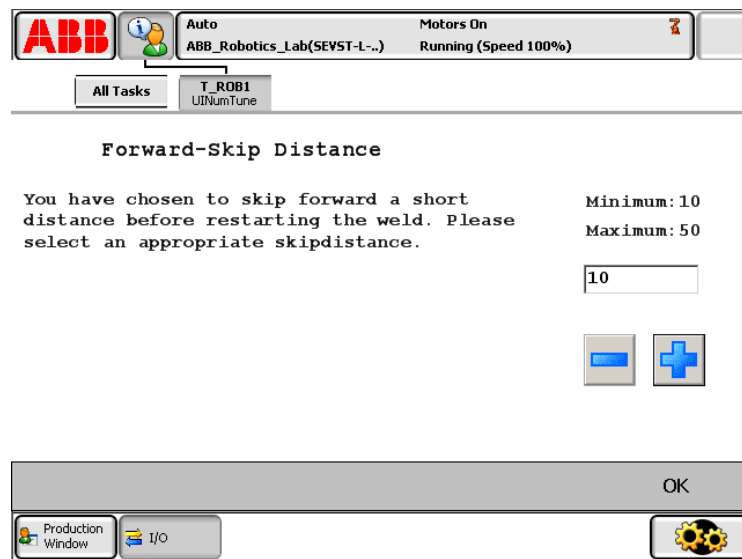 ABB
Auto
Motors On
ABB_Robotics_Lab(SEVST-L-..)
Running (Speed 100%)
All Tasks
T_ROB1
UINumTune
Forward-Skip Distance
You have chosen to skip forward a short
distance before restarting the weld. Please
select an appropriate skipdistance.
Minimum:10
Maximum:50
10
OK
Production
Window
I/O